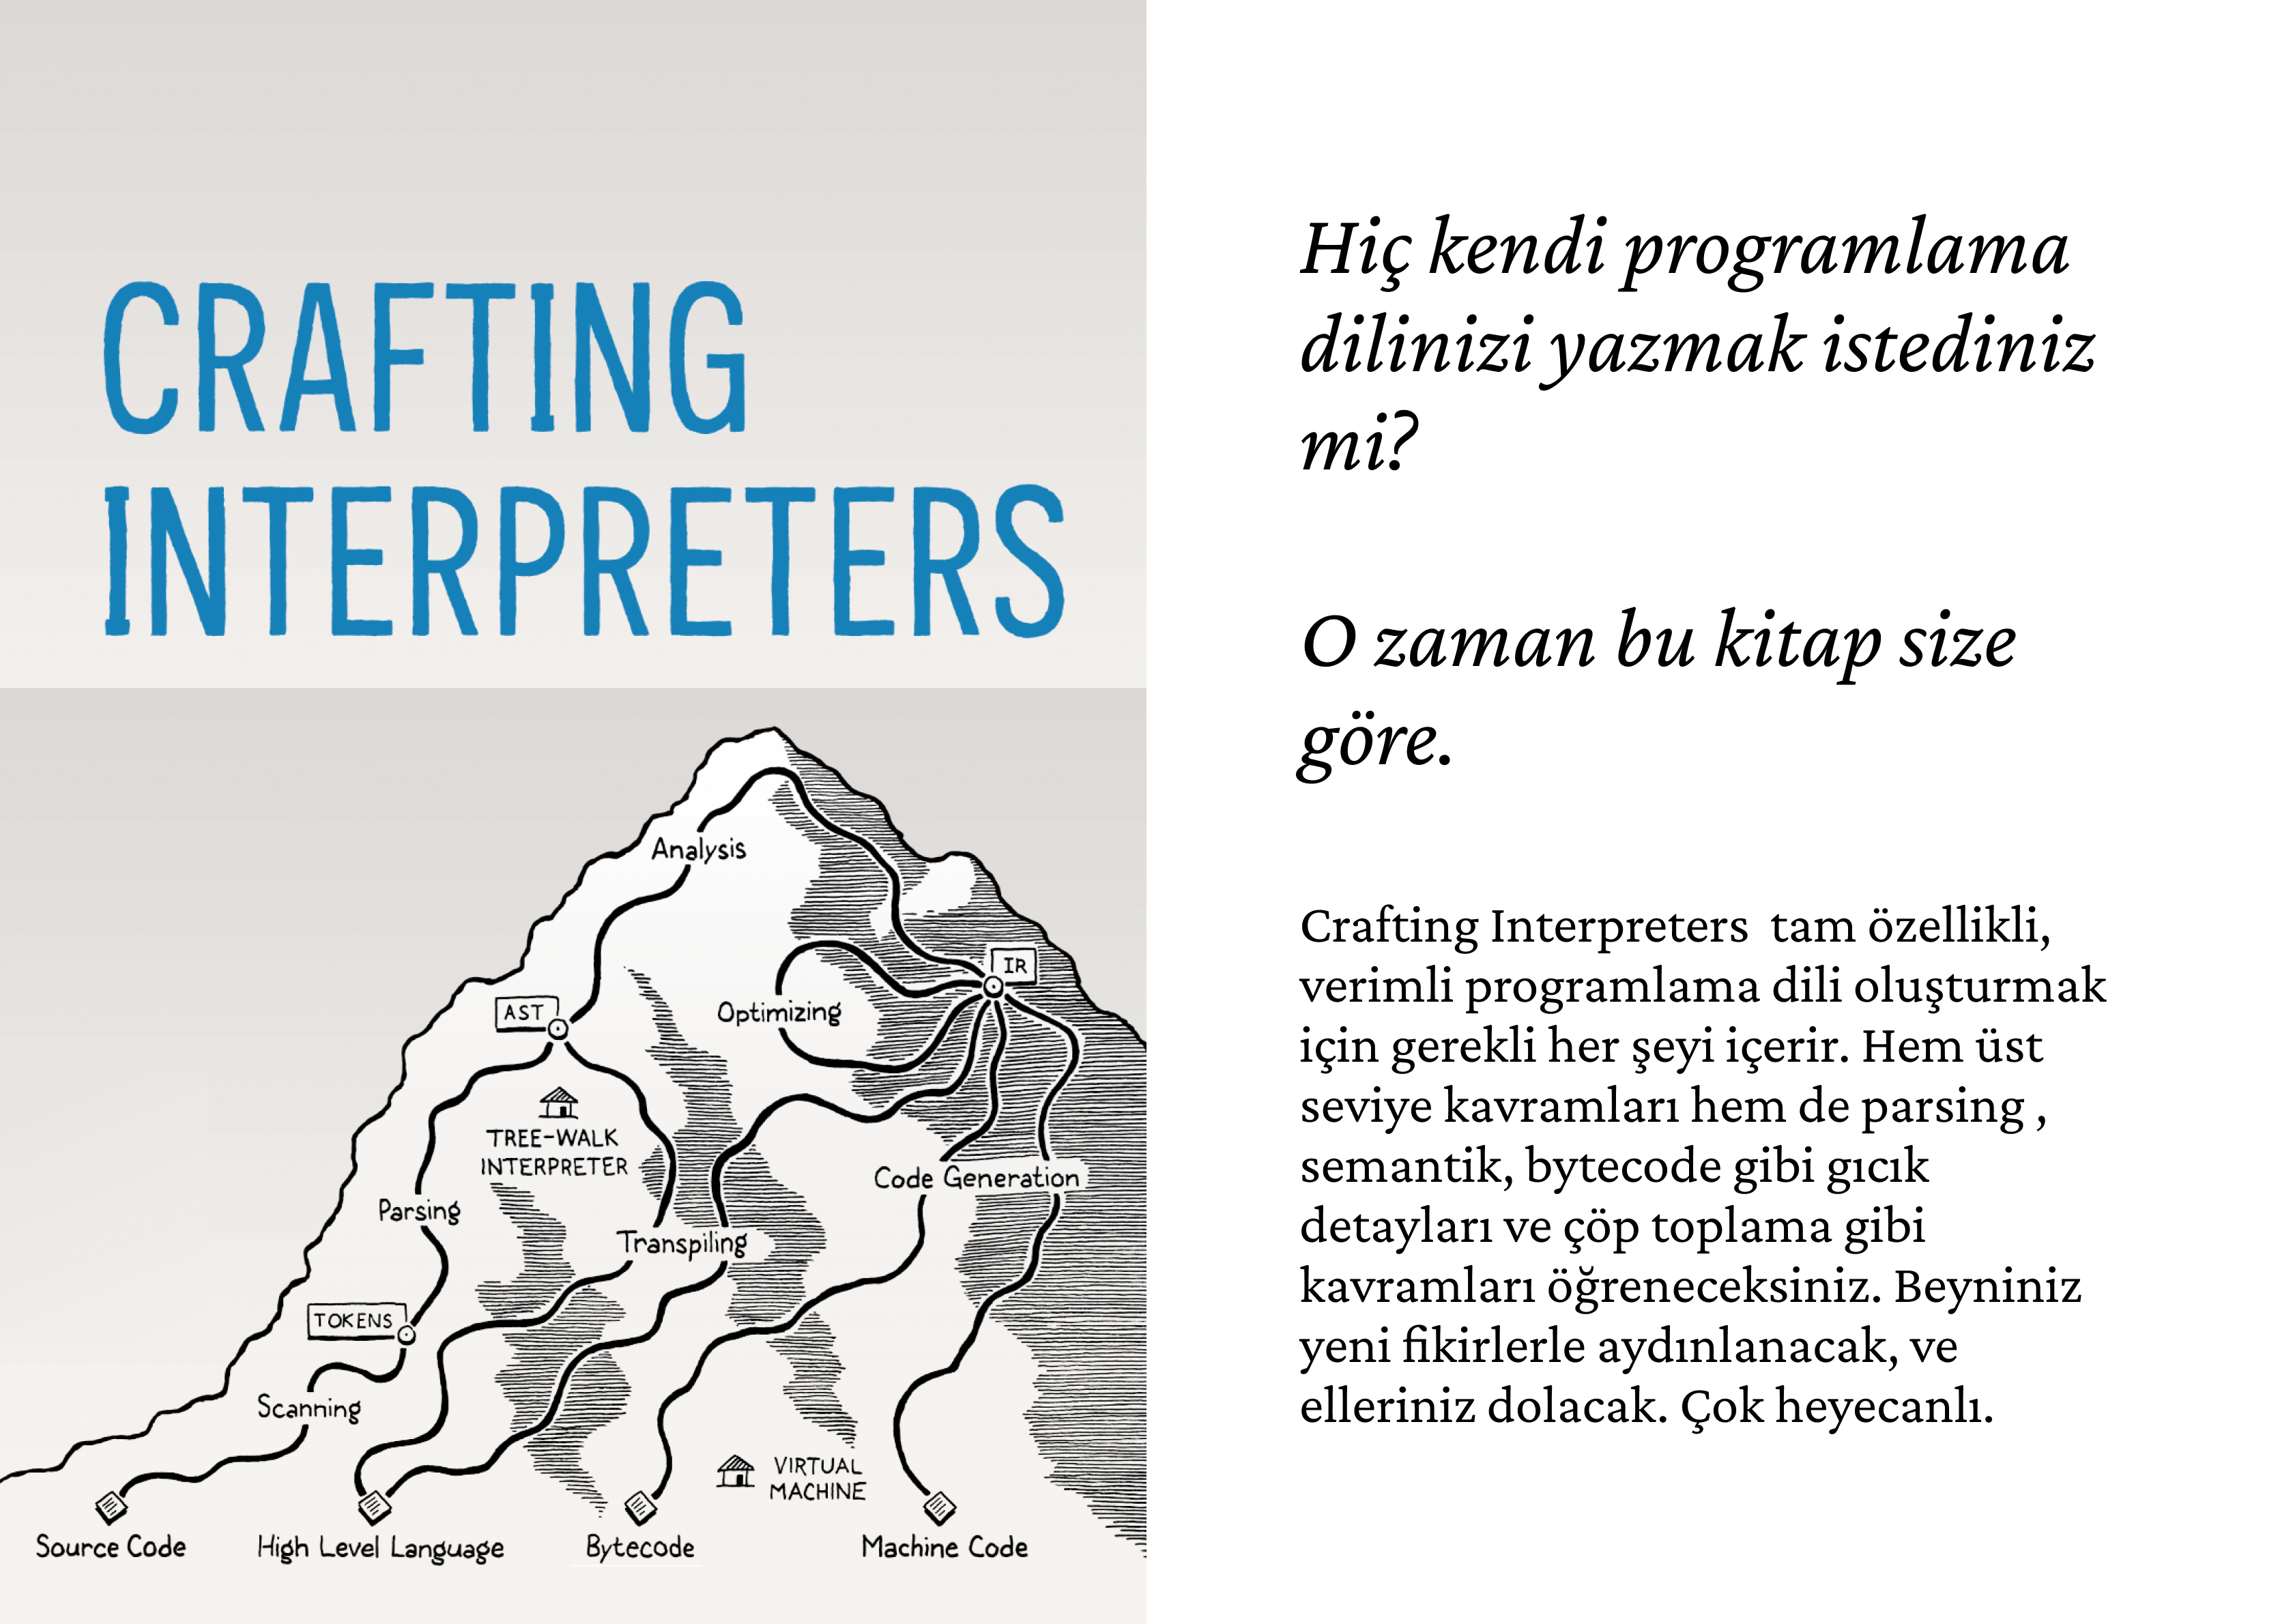 CRAFTING
INTERPRETERS
Analysis
IR
AST
Optimizing
TREE-WALK
INTERPRETER
Code Generation
Parsing
Transpiling
TOKENS
Scanning
VIRTUAL
MACHINE
Source Code
High Level Language
Bytecode
Machine Code
Hiç kendi programlama
dilinizi yazmak istediniz
mi?
O zaman bu kitap size
göre.
Crafting Interpreters  tam özellikli,
verimli programlama dili oluşturmak
için gerekli her şeyi içerir. Hem üst
seviye kavramları hem de parsing ,
semantik, bytecode gibi gıcık
detayları ve çöp toplama gibi
kavramları öğreneceksiniz. Beyniniz
yeni fikirlerle aydınlanacak, ve
elleriniz dolacak. Çok heyecanlı.